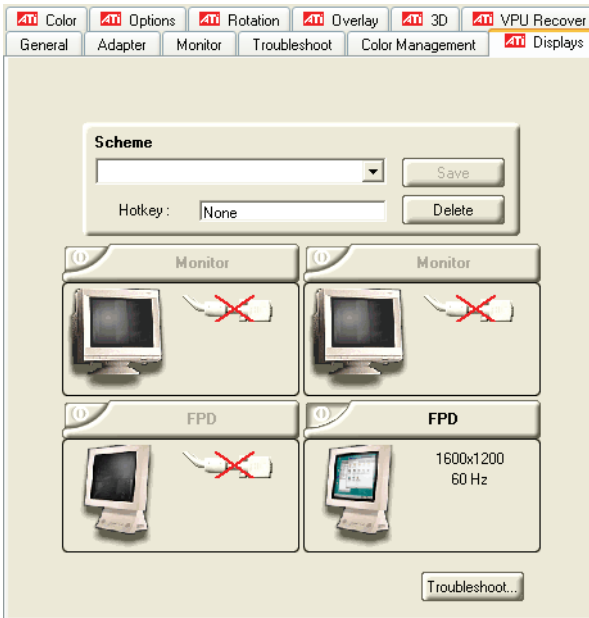 ATI Color ATI Options ATI Rotation ATI Overlay ATI 3D ATI VPU Recover
General Adapter Monitor Troubleshoot Color Management ATI Displays
Scheme
Save
Hotkey : None Delete
Monitor Monitor
FPD FPD
1600x1200
60 Hz
Troubleshoot...